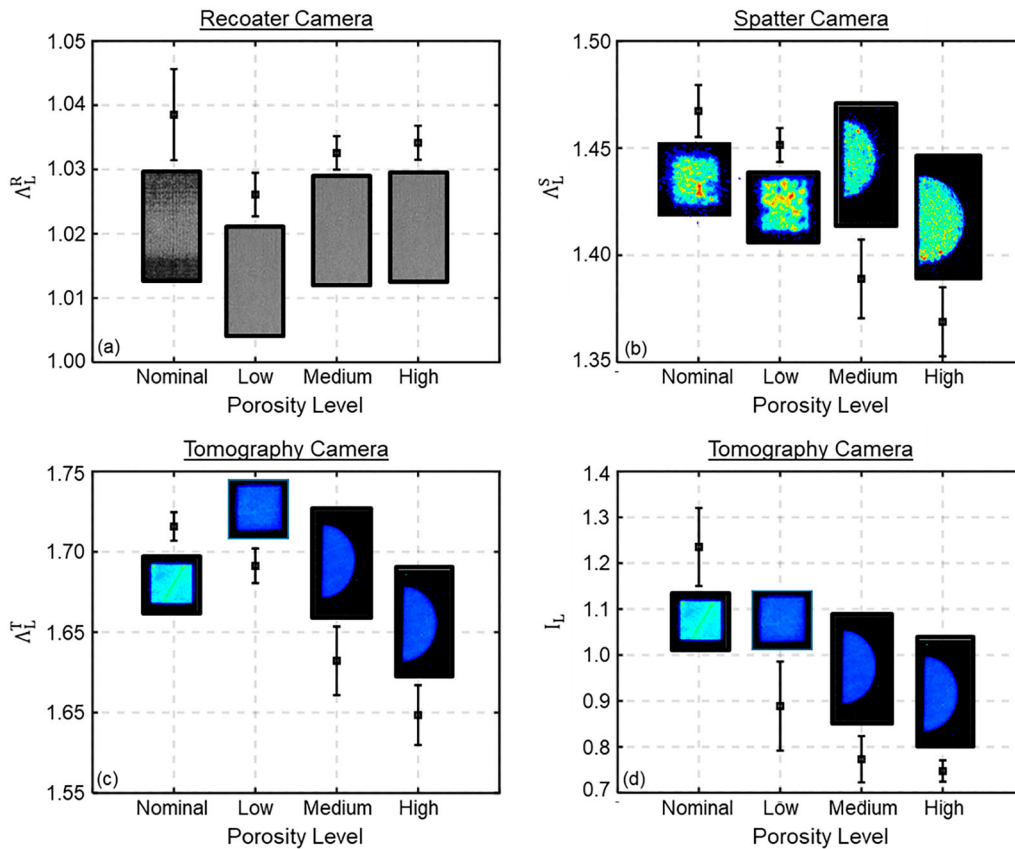 Recoater Camera
1.05
1.04
1.03
1.02
1.01
1.00
Λ_L^R
(a)
Nominal Low Medium High
Porosity Level
Spatter Camera
1.50
1.45
1.40
1.35
Λ_L^S
(b)
Nominal Low Medium High
Porosity Level
Tomography Camera
1.75
1.70
1.65
1.65
1.55
Λ_L^T
(c)
Nominal Low Medium High
Porosity Level
Tomography Camera
1.4
1.3
1.2
1.1
1.0
0.9
0.8
0.7
I_L
(d)
Nominal Low Medium High
Porosity Level